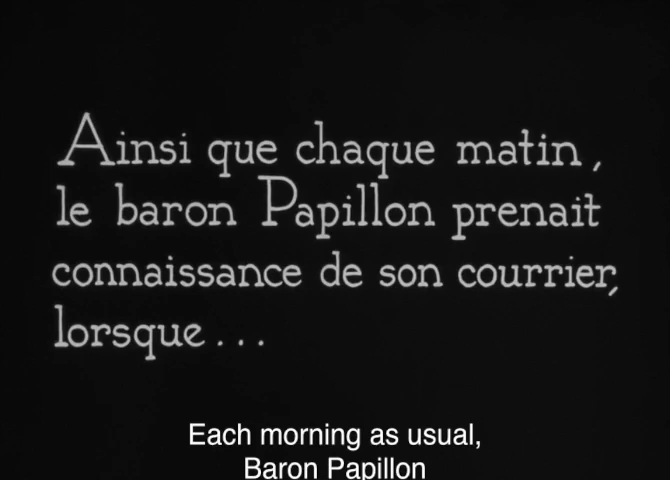 Ainsi que chaque matin,
le baron Papillon prenait
connaissance de son courrier,
lorsque...
Each morning as usual,
Baron Papillon